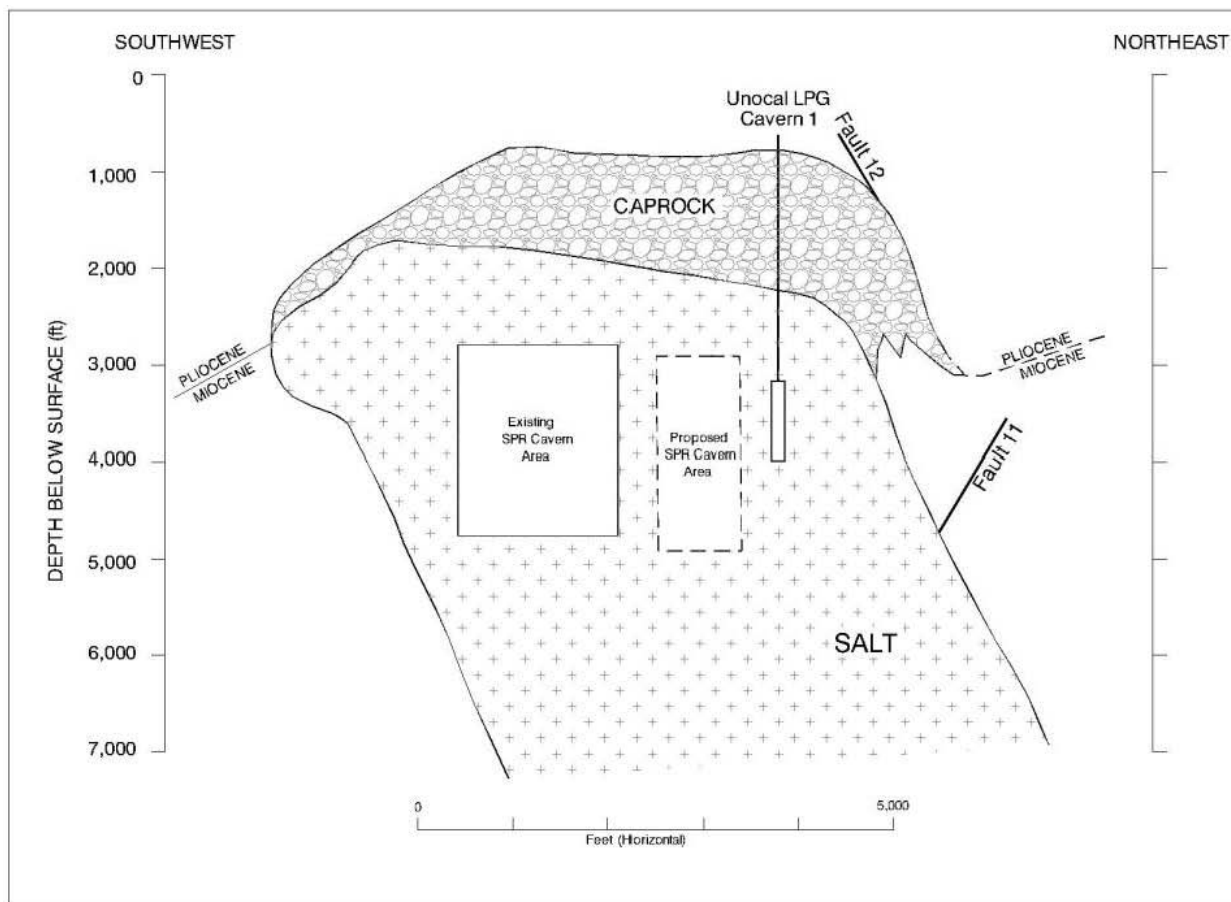 SOUTHWEST
NORTHEAST
0
Unocal LPG
Cavern 1
Fault 12
1,000
CAPROCK
2,000
DEPTH BELOW SURFACE (ft)
3,000
PLIOCENE
MIOCENE
PLIOCENE
MIOCENE
Existing
SPR Cavern
Area
Proposed
SPR Cavern
Area
4,000
Fault 11
5,000
6,000
SALT
7,000
0
5,000
Feet (Horizontal)